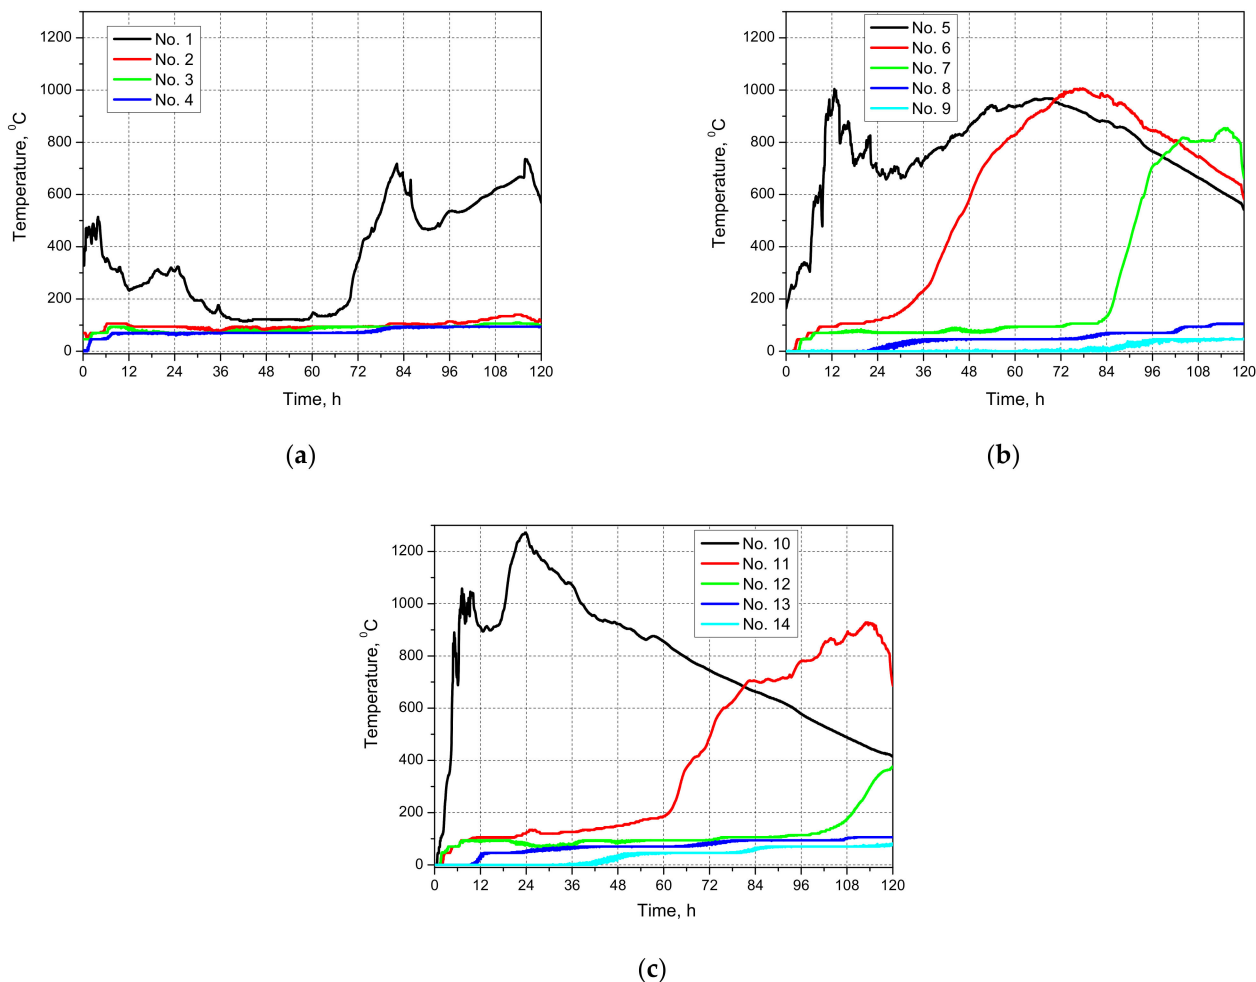 1200
1000
800
600
400
200
0
Temperature, ⁰C
No. 1
No. 2
No. 3
No. 4
0 12 24 36 48 60 72 84 96 108 120
Time, h
(a)
1200
1000
800
600
400
200
0
Temperature, ⁰C
No. 5
No. 6
No. 7
No. 8
No. 9
0 12 24 36 48 60 72 84 96 108 120
Time, h
(b)
1200
1000
800
600
400
200
0
Temperature, ⁰C
No. 10
No. 11
No. 12
No. 13
No. 14
0 12 24 36 48 60 72 84 96 108 120
Time, h
(c)